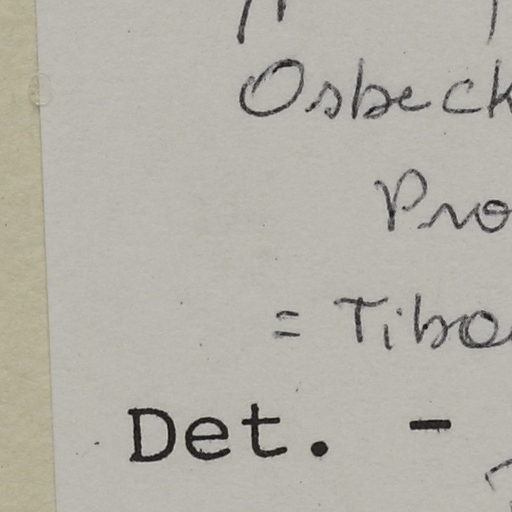 Osbeck
Pro
= Tibo
Det. -